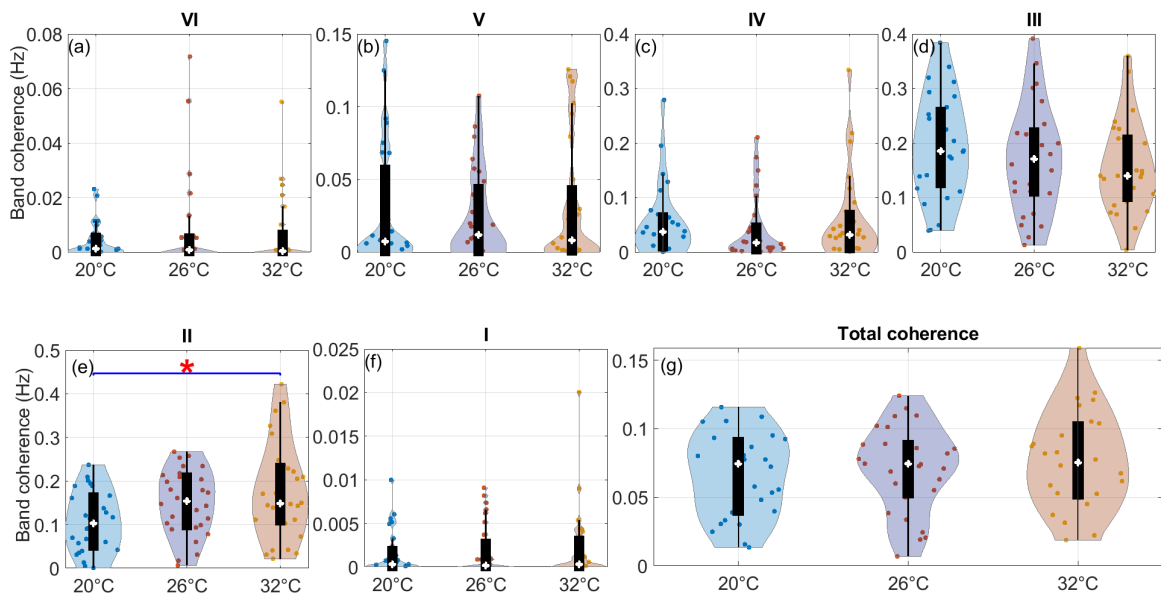 VI
V
IV
III
(a)
(b)
(c)
(d)
Band coherence (Hz)
0.08
0.06
0.04
0.02
0
20°C
26°C
32°C
0.15
0.1
0.05
0
20°C
26°C
32°C
0.4
0.3
0.2
0.1
0
20°C
26°C
32°C
0.4
0.3
0.2
0.1
0
20°C
26°C
32°C
II
I
Total coherence
(e)
*
(f)
(g)
Band coherence (Hz)
0.5
0.4
0.3
0.2
0.1
0
20°C
26°C
32°C
0.025
0.02
0.015
0.01
0.005
0
20°C
26°C
32°C
0.15
0.1
0.05
0
20°C
26°C
32°C